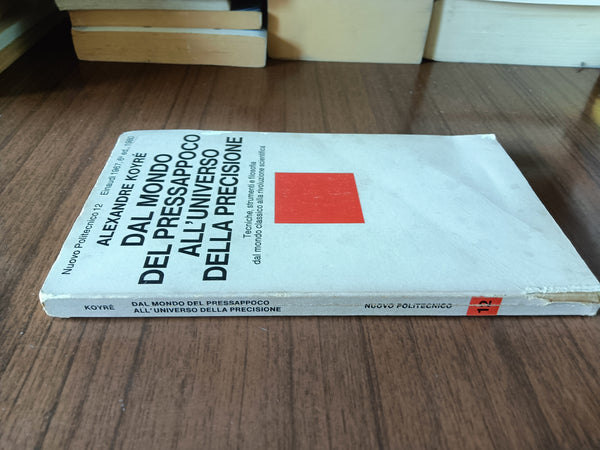 Nuovo Politecnico 12 Einaudi 1967, 6ª ed. 1980
ALEXANDRE KOYRÉ
DAL MONDO
DEL PRESSAPPOCO
ALL'UNIVERSO
DELLA PRECISIONE
Tecniche, strumenti e filosofia
dal mondo classico alla rivoluzione scientifica
KOYRÉ
DAL MONDO DEL PRESSAPPOCO
ALL'UNIVERSO DELLA PRECISIONE
NUOVO POLITECNICO
12